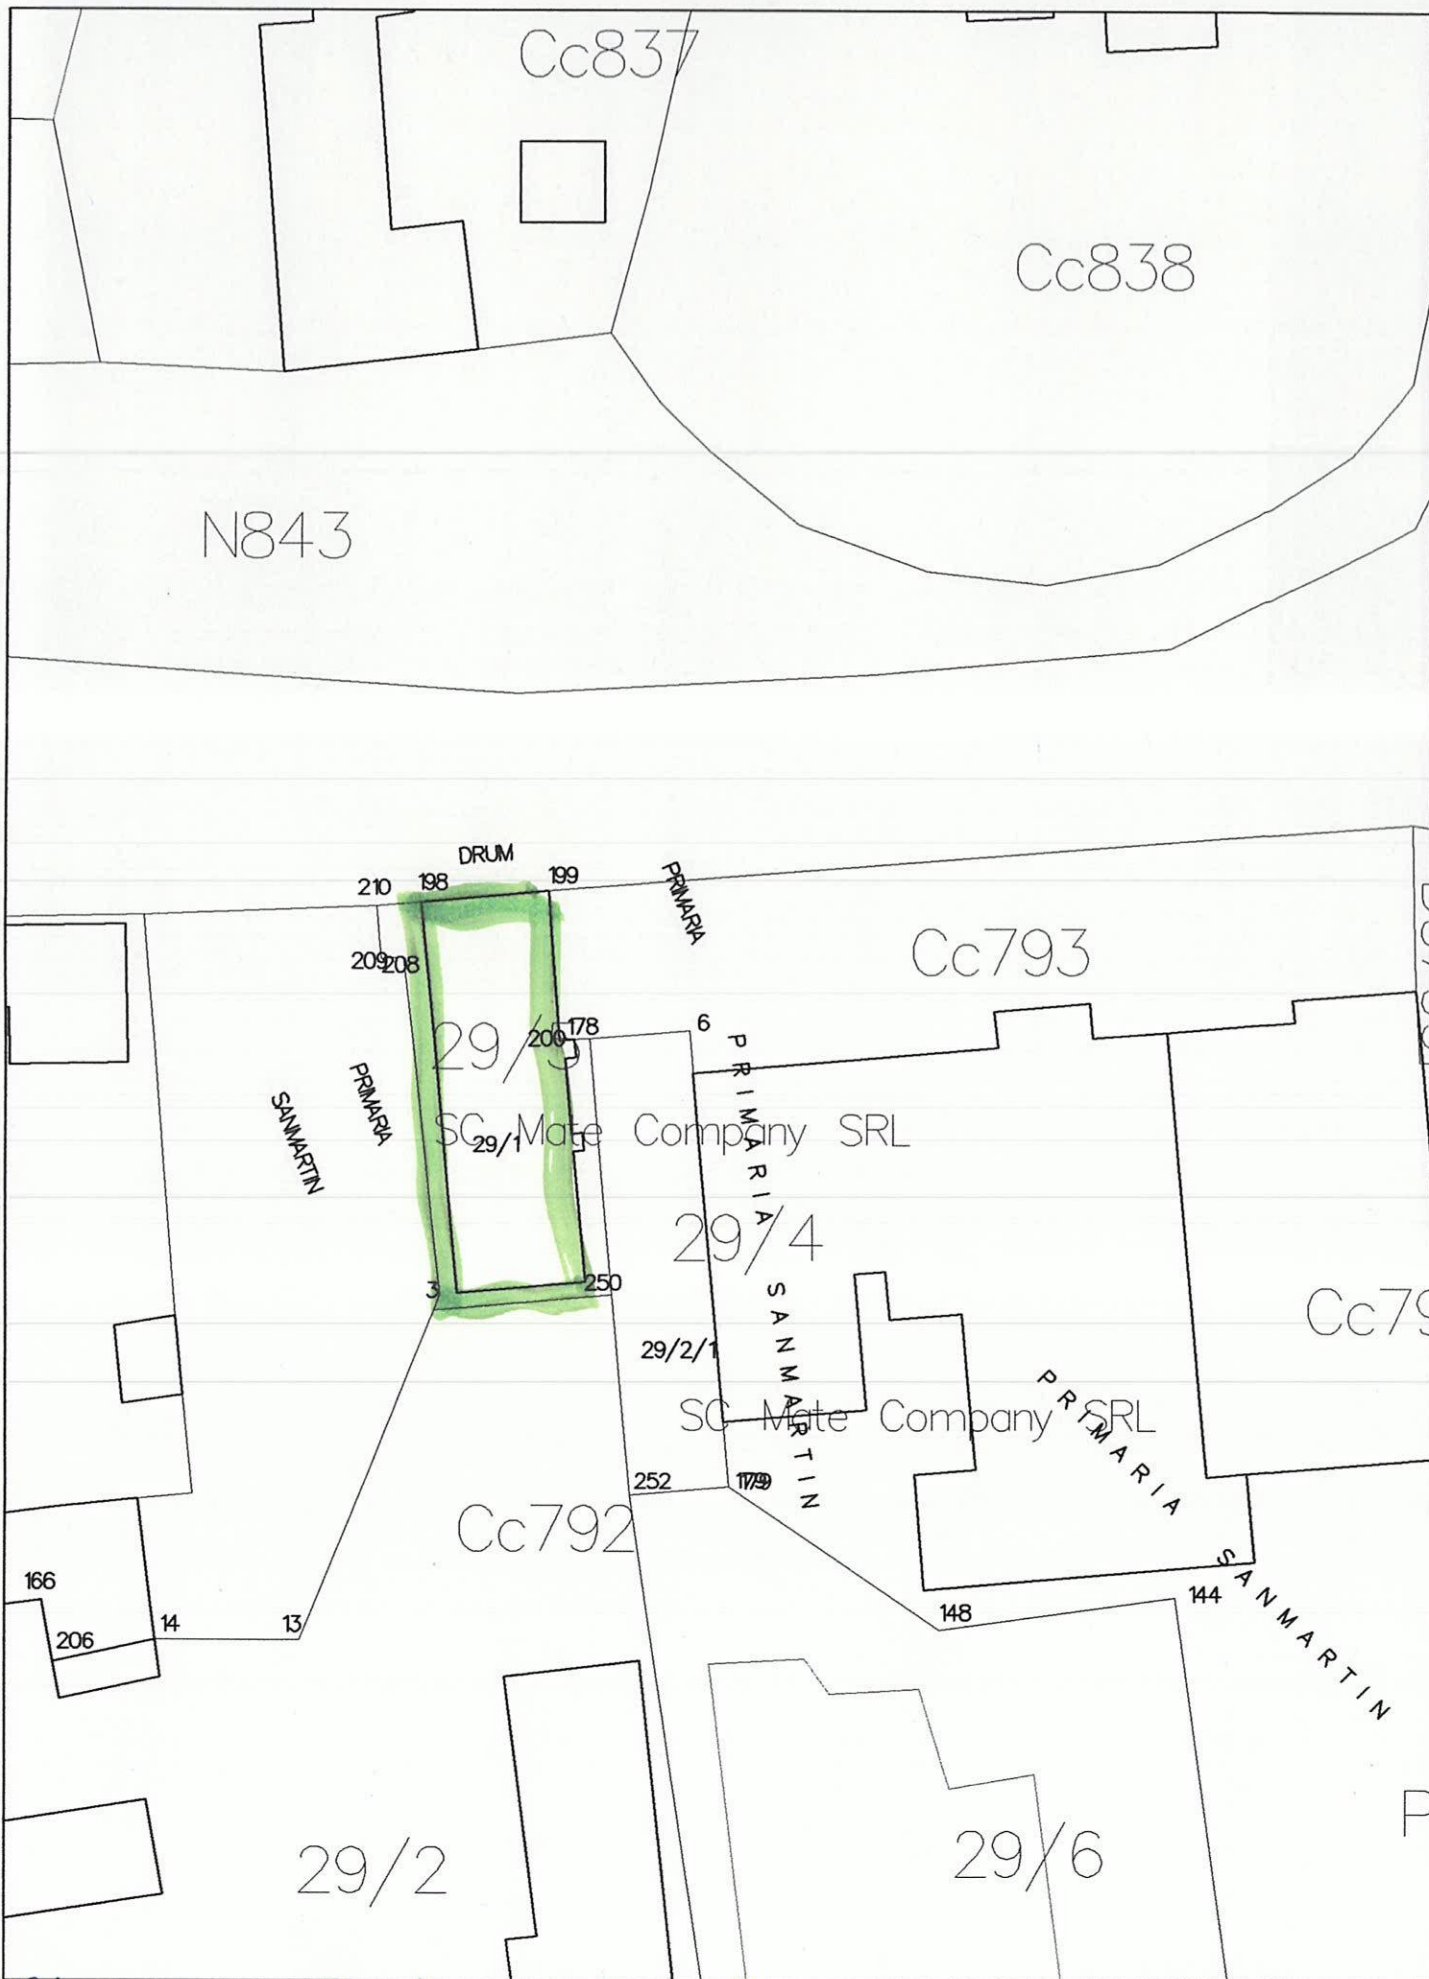 Cc837
Cc838
N843
DRUM
210
198
199
PRIMARIA
209
208
Cc793
29/5
200
178
6
PRIMARIA
SANMARTIN
PRIMARIA
SANMARTIN
SC Mate Company SRL
29/1
29/4
3
250
29/2/1
SC Mate Company SRL
PRIMARIA
SANMARTIN
252
179
Cc792
166
206
14
13
148
144
29/2
29/6
P